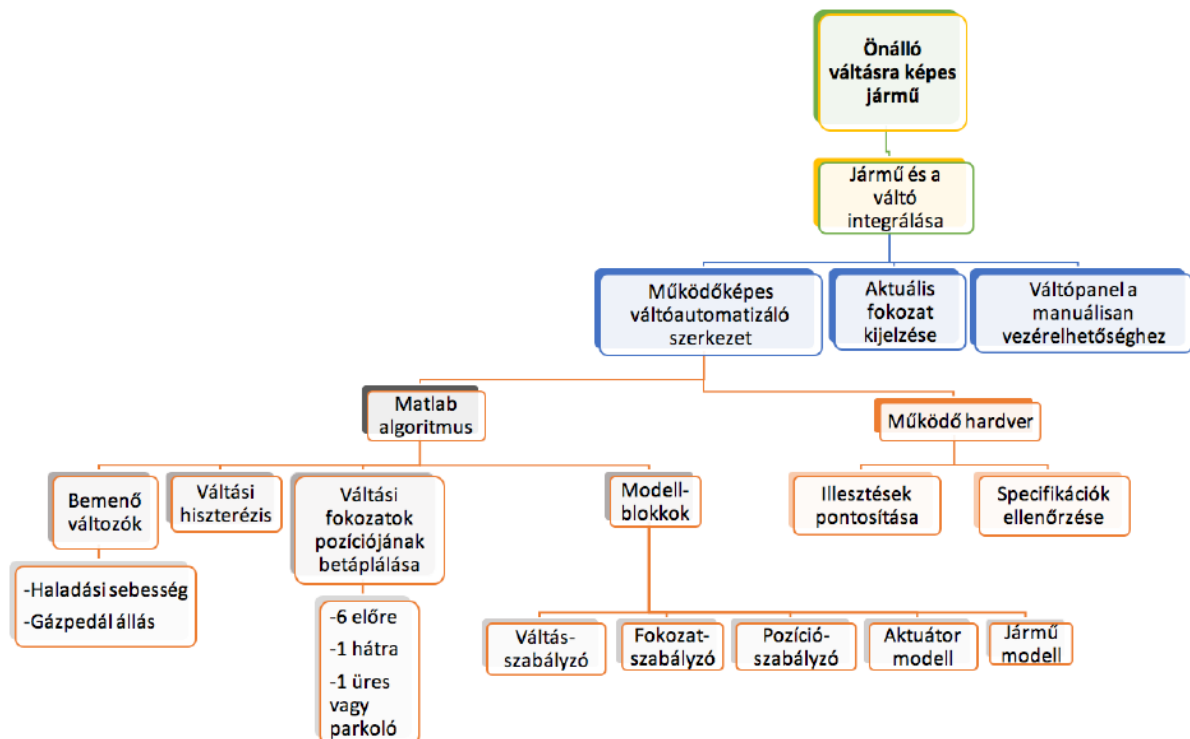 Önálló
váltásra képes
jármű
Jármű és a
váltó
integrálása
Működőképes
váltóautomatizáló
szerkezet
Aktuális
fokozat
kijelzése
Váltópanel a
manuálisan
vezérelhetőséghez
Matlab
algoritmus
Működő hardver
Bemenő
változók
Váltási
hiszterézis
Váltási
fokozatok
pozíciójának
betáplálása
Modell-
blokkok
Illesztések
pontosítása
Specifikációk
ellenőrzése
-Haladási sebesség
-Gázpedál állás
-6 előre
-1 hátra
-1 üres
vagy
parkoló
Váltás-
szabályzó
Fokozat-
szabályzó
Pozíció-
szabályzó
Aktuátor
modell
Jármű
modell